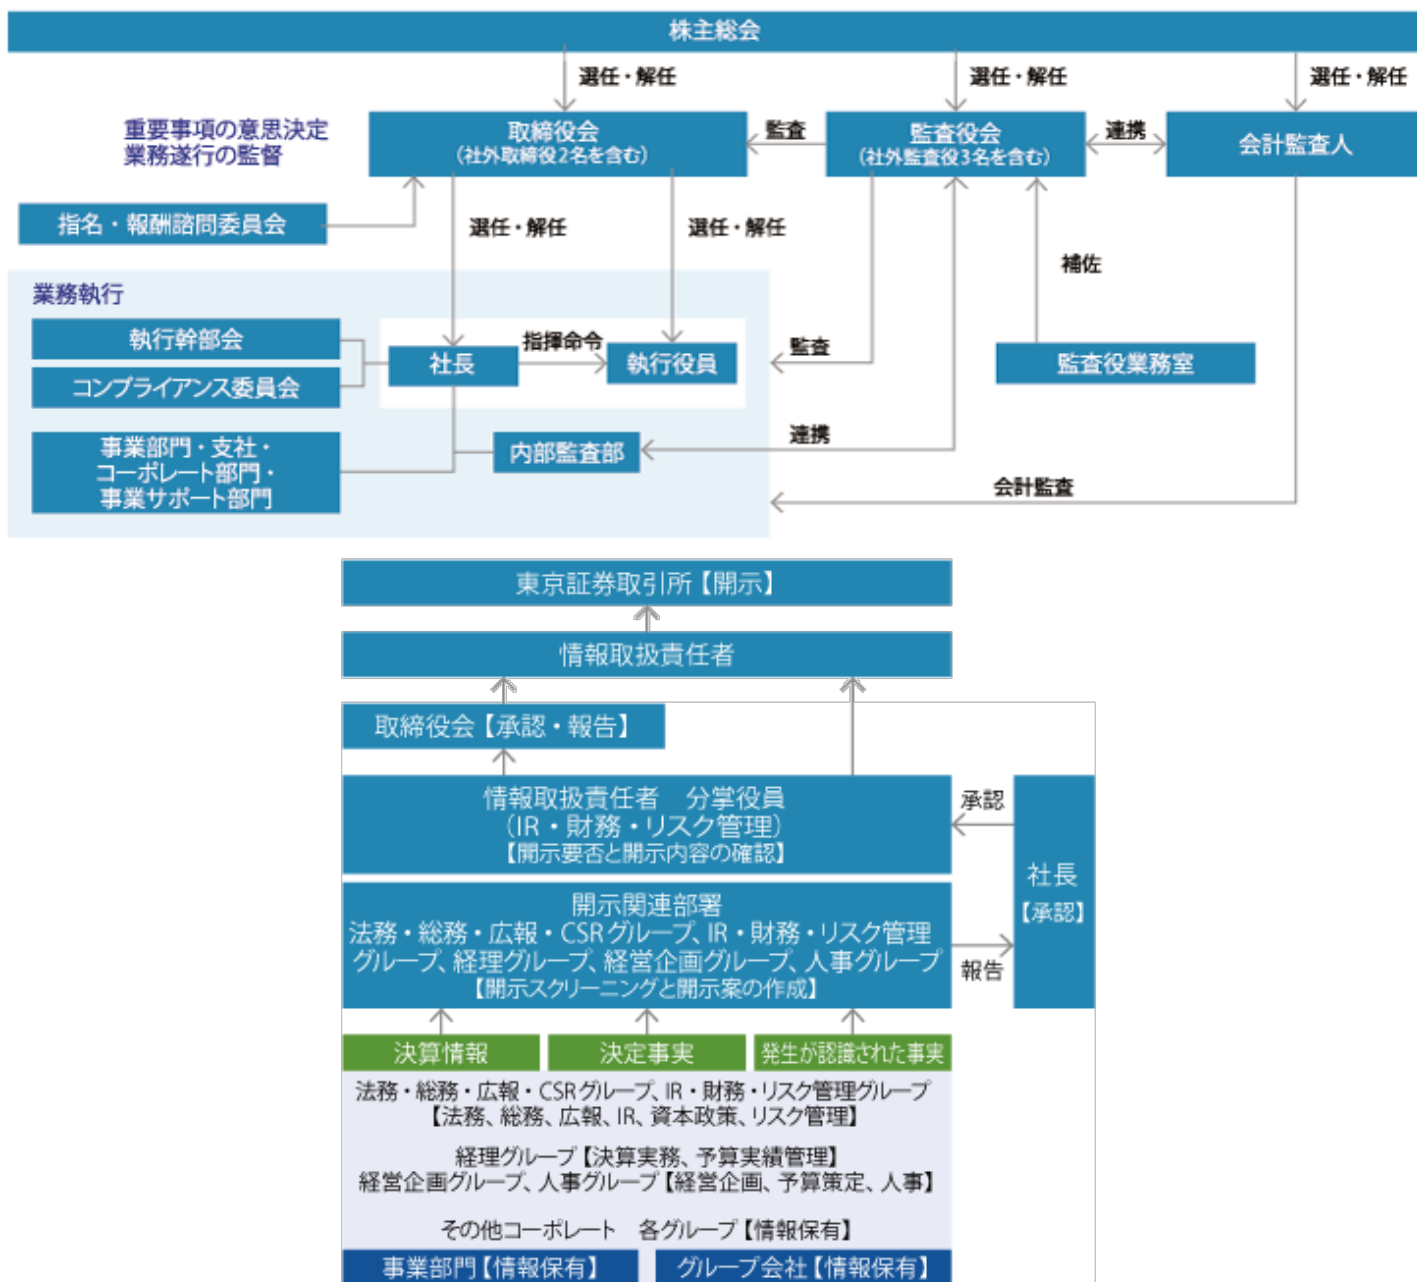 株主総会
選任・解任
選任・解任
選任・解任
重要事項の意思決定
業務遂行の監督
取締役会
(社外取締役2名を含む)
監査
監査役会
(社外監査役3名を含む)
連携
会計監査人
指名・報酬諮問委員会
選任・解任
選任・解任
補佐
業務執行
執行幹部会
コンプライアンス委員会
社長
指揮命令
執行役員
監査
監査役業務室
事業部門・支社・
コーポレート部門・
事業サポート部門
内部監査部
連携
会計監査
東京証券取引所【開示】
情報取扱責任者
取締役会【承認・報告】
情報取扱責任者 分掌役員
(IR・財務・リスク管理)
【開示要否と開示内容の確認】
承認
社長
【承認】
開示関連部署
法務・総務・広報・CSRグループ、IR・財務・リスク管理
グループ、経理グループ、経営企画グループ、人事グループ
【開示スクリーニングと開示案の作成】
報告
決算情報
決定事実
発生が認識された事実
法務・総務・広報・CSRグループ、IR・財務・リスク管理グループ
【法務、総務、広報、IR、資本政策、リスク管理】
経理グループ【決算実務、予算実績管理】
経営企画グループ、人事グループ【経営企画、予算策定、人事】
その他コーポレート 各グループ【情報保有】
事業部門【情報保有】
グループ会社【情報保有】